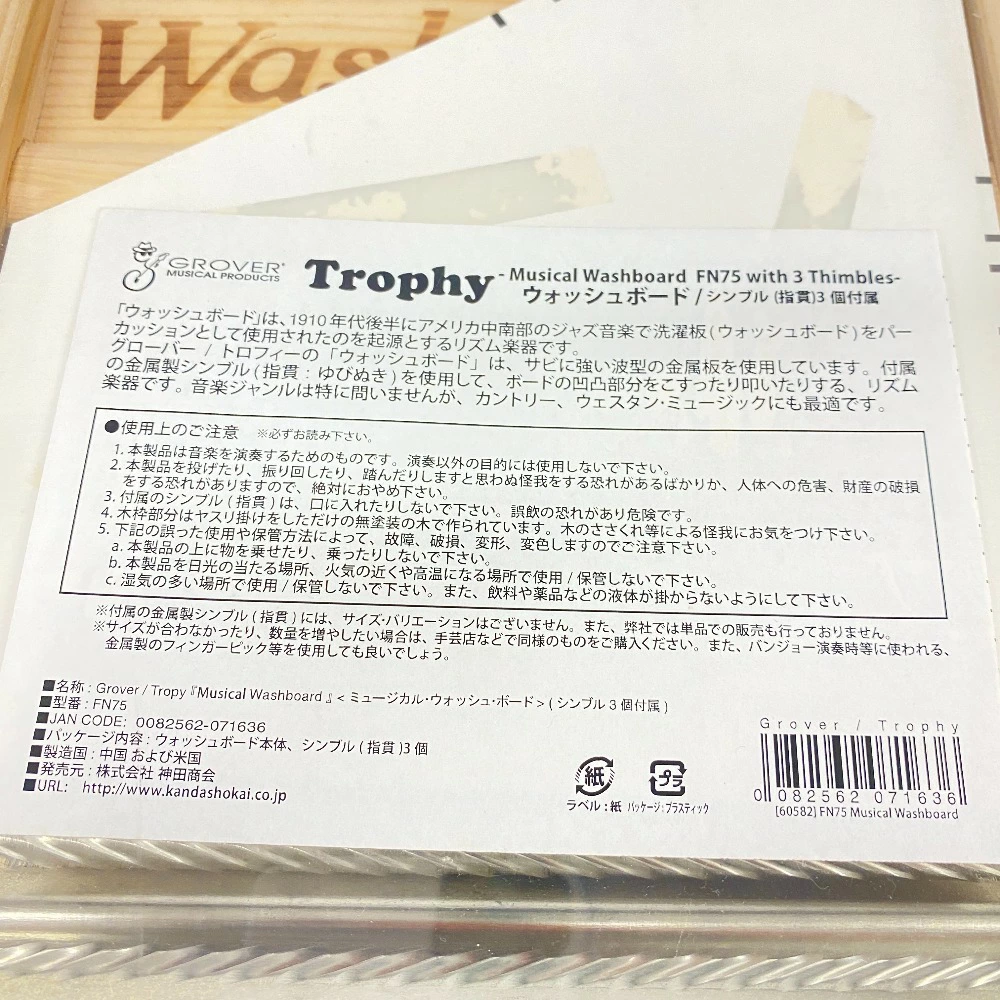 Was
GROVER®
MUSICAL PRODUCTS
Trophy
- Musical Washboard FN75 with 3 Thimbles-
ウォッシュボード / シンブル (指貫)3 個付属
「ウォッシュボード」は、1910 年代後半にアメリカ中南部のジャズ音楽で洗濯板 (ウォッシュボード) をパー
カッションとして使用されたのを起源とするリズム楽器です。
グローバー / トロフィーの「ウォッシュボード」は、サビに強い波型の金属板を使用しています。付属
の金属製シンブル (指貫 : ゆびぬき) を使用して、ボードの凹凸部分をこすったり叩いたりする、リズム
楽器です。音楽ジャンルは特に問いませんが、カントリー、ウェスタン・ミュージックにも最適です。
●使用上のご注意 ※必ずお読み下さい。
1. 本製品は音楽を演奏するためのものです。演奏以外の目的には使用しないで下さい。
2. 本製品を投げたり、振り回したり、踏んだりしますと思わぬ怪我をする恐れがあるばかりか、人体への危害、財産の破損
をする恐れがありますので、絶対におやめ下さい。
3. 付属のシンブル ( 指貫 ) は、口に入れたりしないで下さい。誤飲の恐れがあり危険です。
4. 木枠部分はヤスリ掛けをしただけの無塗装の木で作られています。木のささくれ等による怪我にお気をつけ下さい。
5. 下記の誤った使用や保管方法によって、故障、破損、変形、変色しますのでご注意下さい。
a. 本製品の上に物を乗せたり、乗ったりしないで下さい。
b. 本製品を日光の当たる場所、火気の近くや高温になる場所で使用 / 保管しないで下さい。
c. 湿気の多い場所で使用 / 保管しないで下さい。また、飲料や薬品などの液体が掛からないようにして下さい。
※付属の金属製シンブル ( 指貫 ) には、サイズ・バリエーションはございません。また、弊社では単品での販売も行っておりません。
※サイズが合わなかったり、数量を増やしたい場合は、手芸店などで同様のものをご購入ください。また、バンジョー演奏時等に使われる、
金属製のフィンガーピック等を使用しても良いでしょう。
■名称 : Grover / Tropy 『Musical Washboard 』 < ミュージカル・ウォッシュ・ボード> ( シンブル 3 個付属 )
■型番 : FN75
■JAN CODE: 0082562-071636
■パッケージ内容 : ウォッシュボード本体、シンブル ( 指貫 )3 個
■製造国 : 中国 および米国
■発売元 : 株式会社 神田商会
■URL: http://www.kandashokai.co.jp
紙
ラベル : 紙
プラ
パッケージ : プラスティック
Grover / Trophy
0 082562 071636
[60582] FN75 Musical Washboard